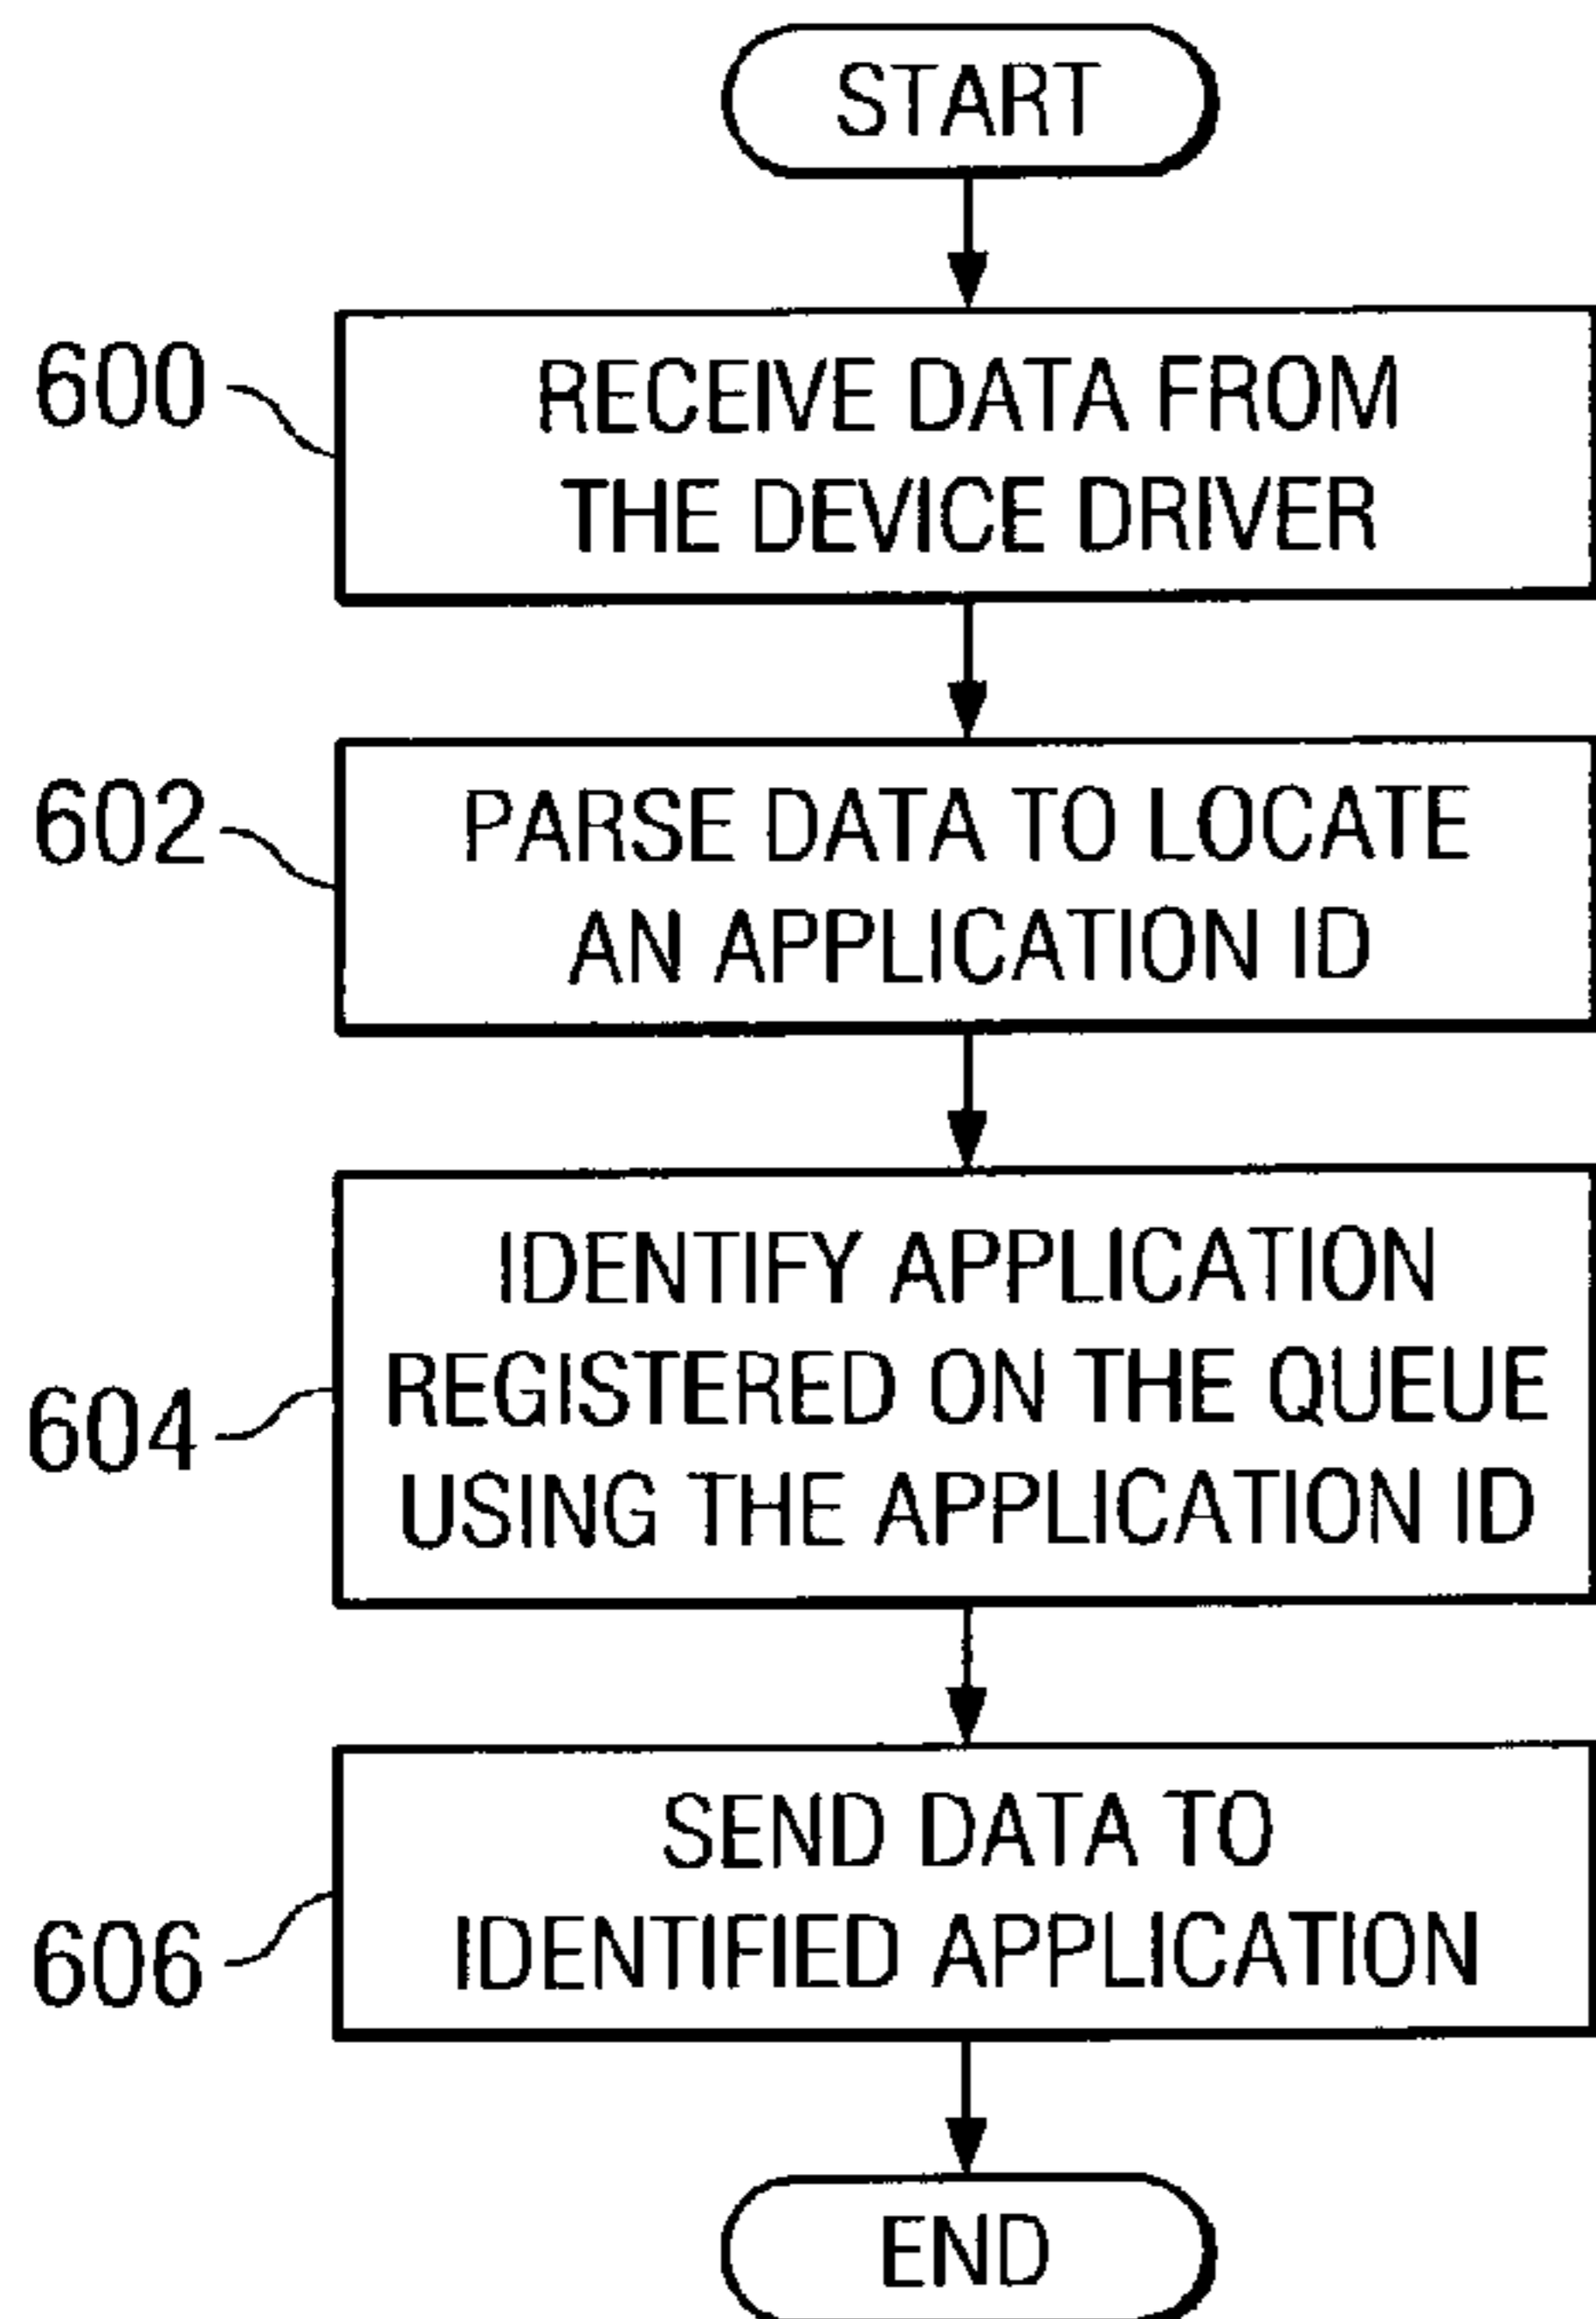 START
600
RECEIVE DATA FROM
THE DEVICE DRIVER
602
PARSE DATA TO LOCATE
AN APPLICATION ID
604
IDENTIFY APPLICATION
REGISTERED ON THE QUEUE
USING THE APPLICATION ID
606
SEND DATA TO
IDENTIFIED APPLICATION
END